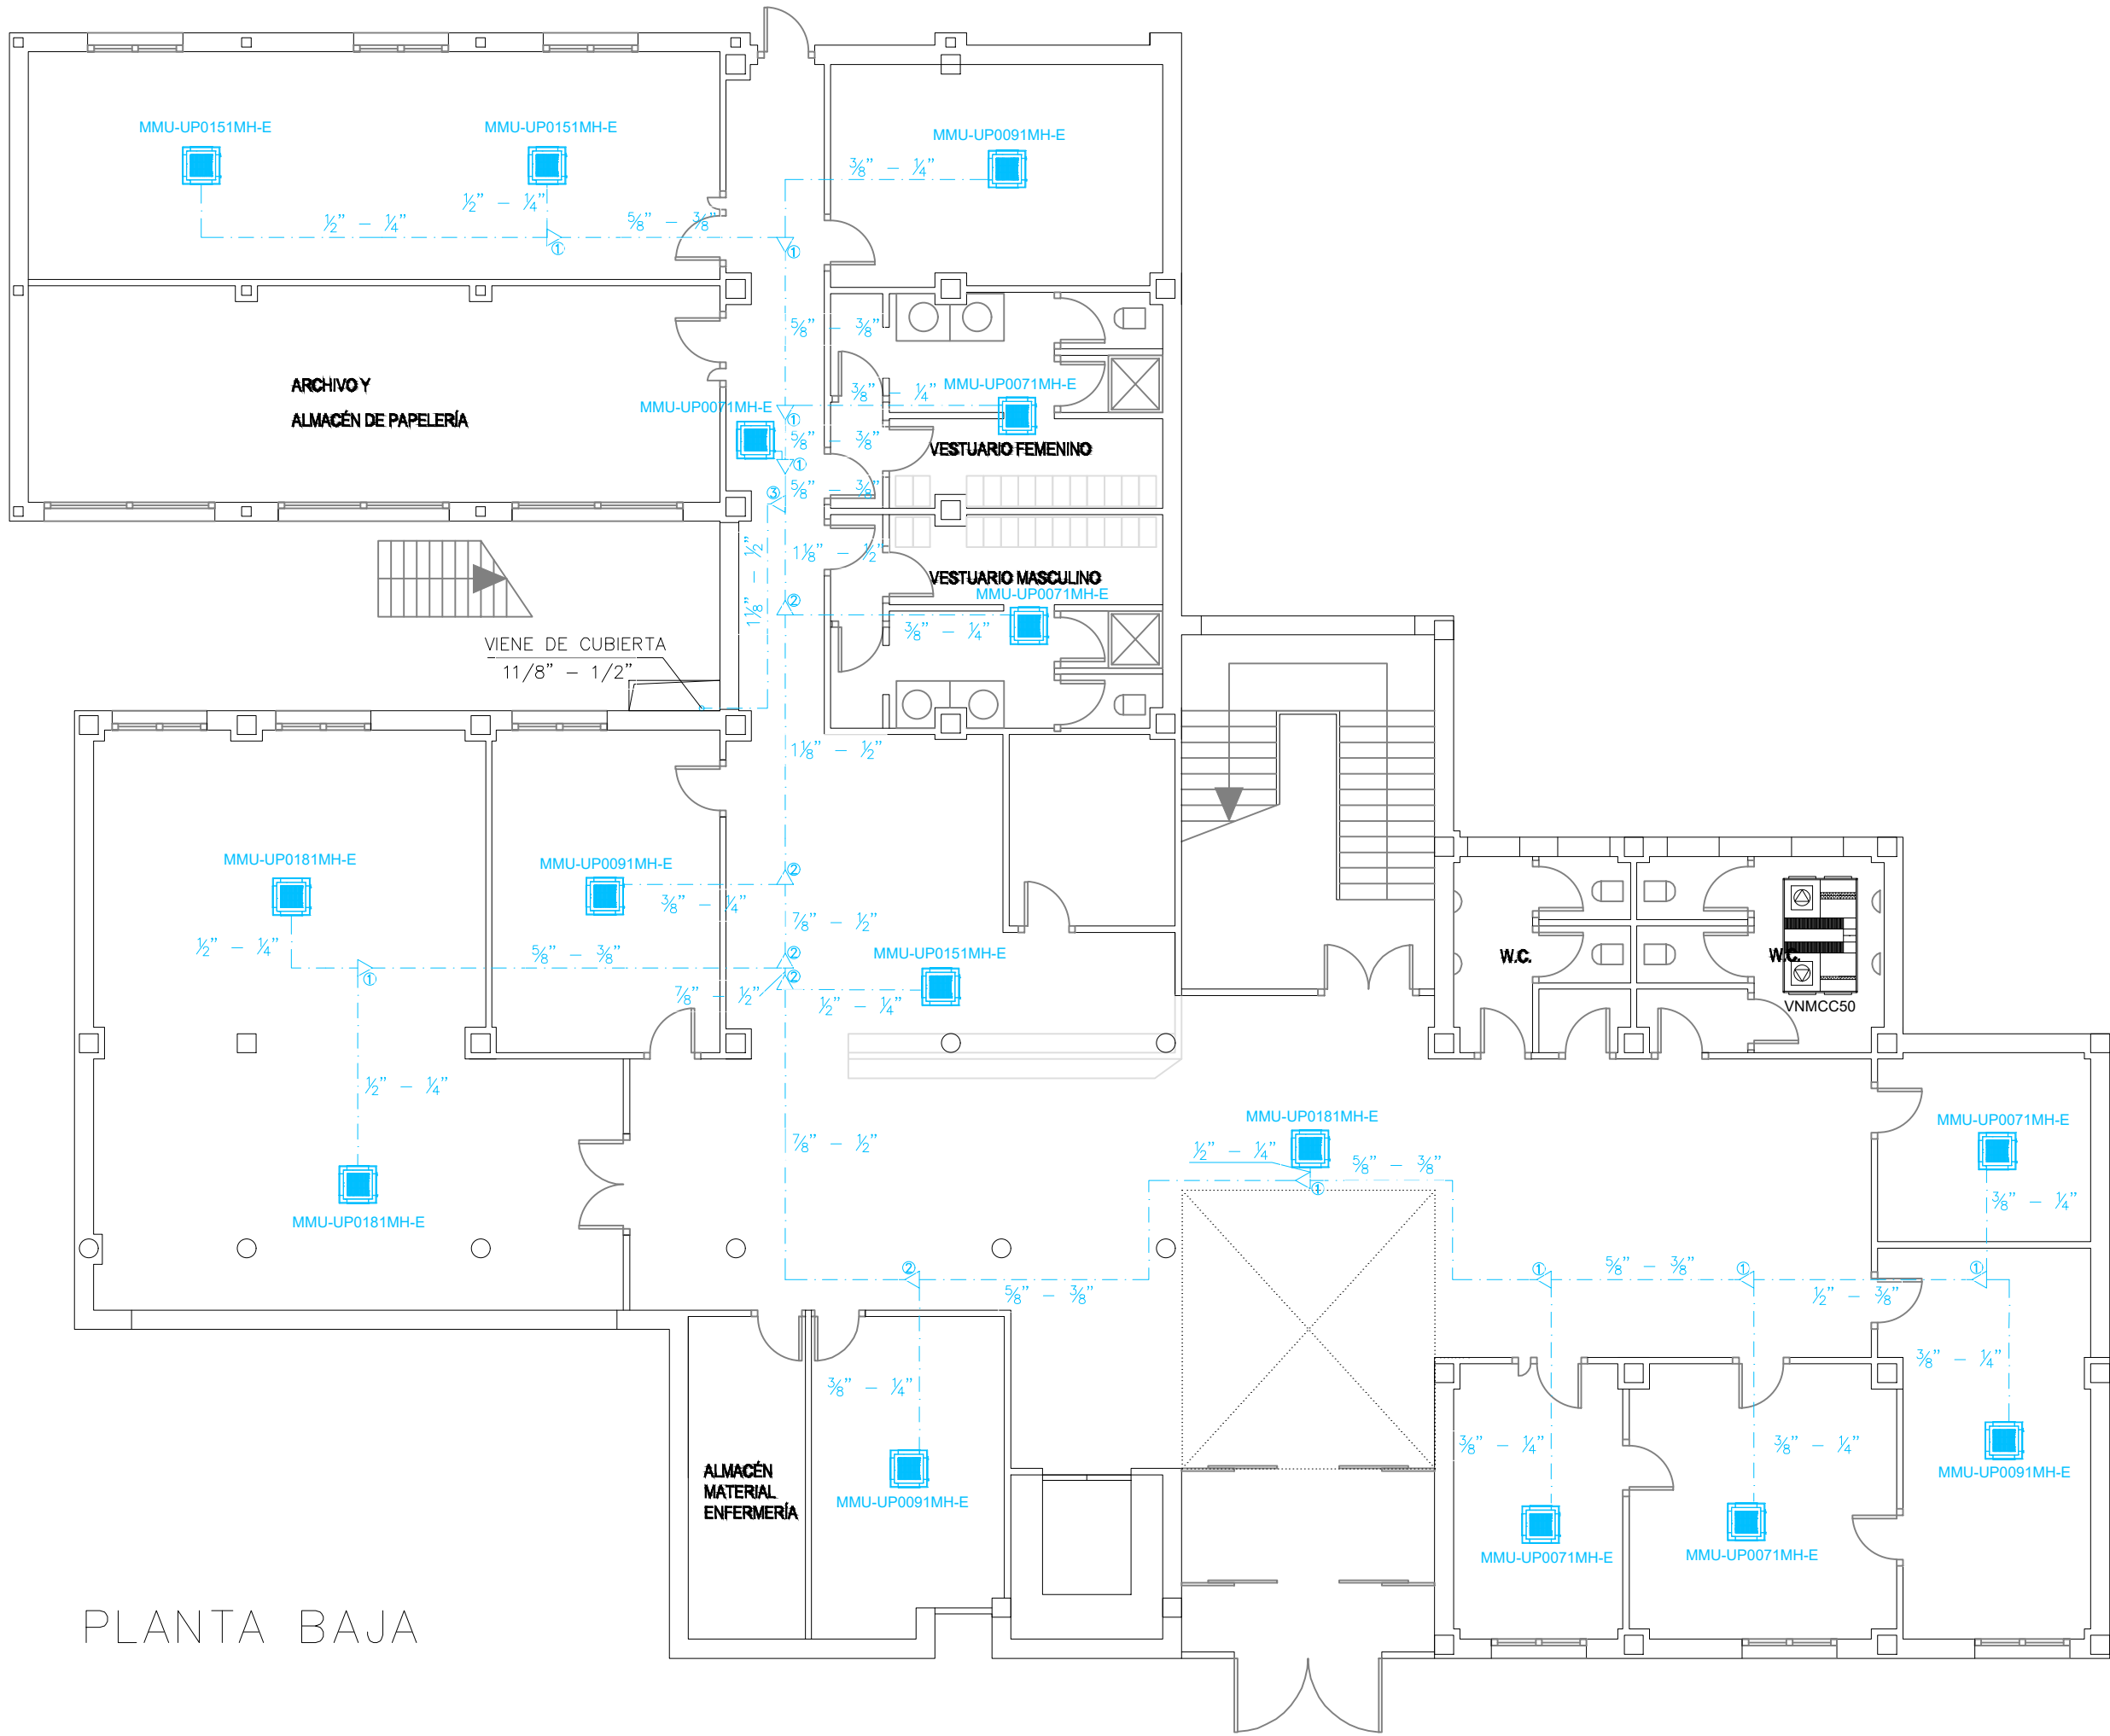 MMU-UP0151MH-E
MMU-UP0151MH-E
MMU-UP0091MH-E
3/8” – 1/4”
1/2” – 1/4”
1/2” – 1/4”
5/8” – 3/8”
①
①
5/8” – 3/8”
ARCHIVO Y
ALMACÉN DE PAPELERÍA
MMU-UP0071MH-E
3/8” – 1/4”
MMU-UP0071MH-E
①
5/8” – 3/8”
VESTUARIO FEMENINO
①
③
5/8” – 3/8”
1 1/8” – 1/2”
1 1/8” – 1/2”
VESTUARIO MASCULINO
MMU-UP0071MH-E
②
3/8” – 1/4”
VIENE DE CUBIERTA
11/8” – 1/2”
1 1/8” – 1/2”
MMU-UP0181MH-E
MMU-UP0091MH-E
②
3/8” – 1/4”
7/8” – 1/2”
1/2” – 1/4”
5/8” – 3/8”
②
MMU-UP0151MH-E
①
②
7/8” – 1/2”
1/2” – 1/4”
W.C.
W.C.
VNMCC50
1/2” – 1/4”
7/8” – 1/2”
MMU-UP0181MH-E
1/2” – 1/4”
5/8” – 3/8”
①
MMU-UP0071MH-E
3/8” – 1/4”
MMU-UP0181MH-E
②
5/8” – 3/8”
①
5/8” – 3/8”
①
1/2” – 3/8”
①
3/8” – 1/4”
3/8” – 1/4”
3/8” – 1/4”
3/8” – 1/4”
ALMACÉN
MATERIAL
ENFERMERÍA
MMU-UP0091MH-E
MMU-UP0091MH-E
MMU-UP0071MH-E
MMU-UP0071MH-E
PLANTA BAJA